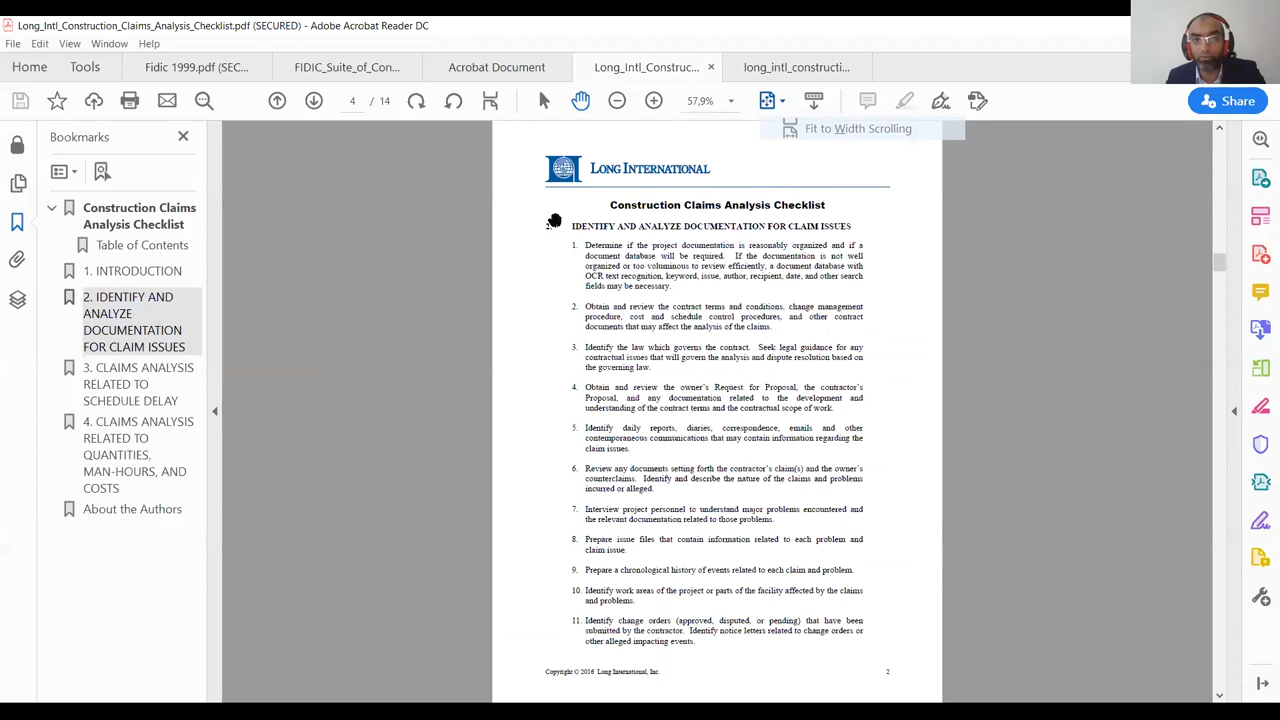 Long_Intl_Construction_Claims_Analysis_Checklist.pdf (SECURED) - Adobe Acrobat Reader DC
File Edit View Window Help
Home Tools Fidic 1999.pdf (SEC... FIDIC_Suite_of_Con... Acrobat Document Long_Intl_Construc... × long_intl_constructi...
4 / 14 57,9% Share
Fit to Width Scrolling
Bookmarks
Construction Claims
Analysis Checklist
Table of Contents
1. INTRODUCTION
2. IDENTIFY AND
ANALYZE
DOCUMENTATION
FOR CLAIM ISSUES
3. CLAIMS ANALYSIS
RELATED TO
SCHEDULE DELAY
4. CLAIMS ANALYSIS
RELATED TO
QUANTITIES,
MAN-HOURS, AND
COSTS
About the Authors
LONG INTERNATIONAL
Construction Claims Analysis Checklist
IDENTIFY AND ANALYZE DOCUMENTATION FOR CLAIM ISSUES
1. Determine if the project documentation is reasonably organized and if a
document database will be required. If the documentation is not well
organized or too voluminous to review efficiently, a document database with
OCR text recognition, keyword, issue, author, recipient, date, and other search
fields may be necessary.
2. Obtain and review the contract terms and conditions, change management
procedure, cost and schedule control procedures, and other contract
documents that may affect the analysis of the claims.
3. Identify the law which governs the contract. Seek legal guidance for any
contractual issues that will govern the analysis and dispute resolution based on
the governing law.
4. Obtain and review the owner's Request for Proposal, the contractor's
Proposal, and any documentation related to the development and
understanding of the contract terms and the contractual scope of work.
5. Identify daily reports, diaries, correspondence, emails and other
contemporaneous communications that may contain information regarding the
claim issues.
6. Review any documents setting forth the contractor's claim(s) and the owner's
counterclaims. Identify and describe the nature of the claims and problems
incurred or alleged.
7. Interview project personnel to understand major problems encountered and
the relevant documentation related to those problems.
8. Prepare issue files that contain information related to each problem and
claim issue.
9. Prepare a chronological history of events related to each claim and problem.
10. Identify work areas of the project or parts of the facility affected by the claims
and problems.
11. Identify change orders (approved, disputed, or pending) that have been
submitted by the contractor. Identify notice letters related to change orders or
other alleged impacting events.
Copyright © 2016 Long International, Inc. 2